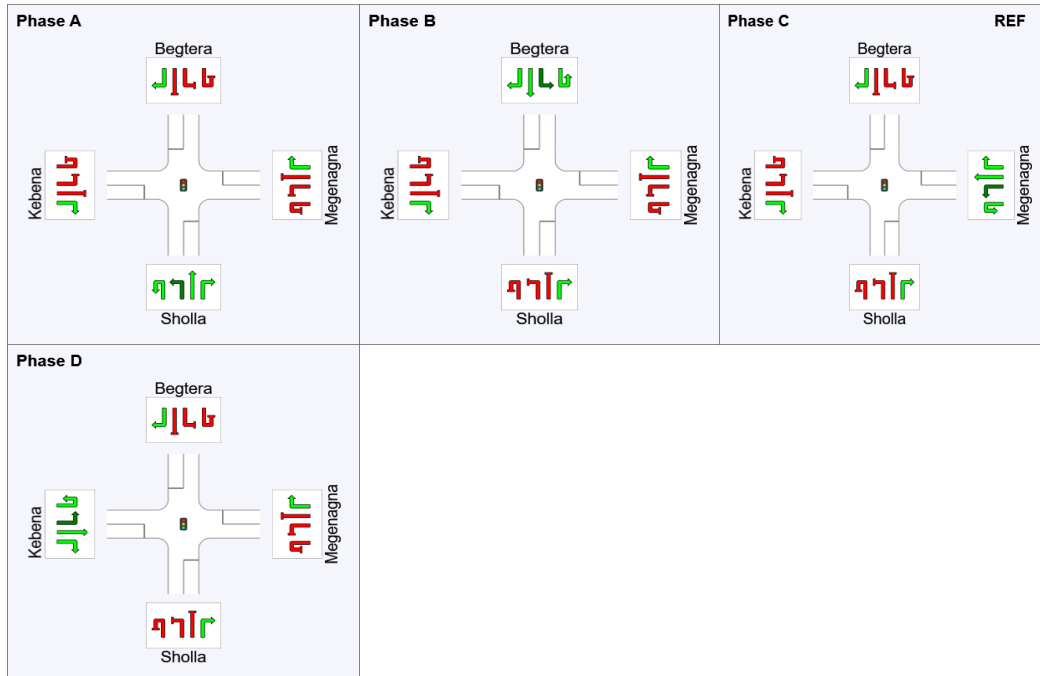 Phase A
Begtera
Kebena
Megenagna
Sholla
Phase B
Begtera
Kebena
Megenagna
Sholla
Phase C
REF
Begtera
Kebena
Megenagna
Sholla
Phase D
Begtera
Kebena
Megenagna
Sholla